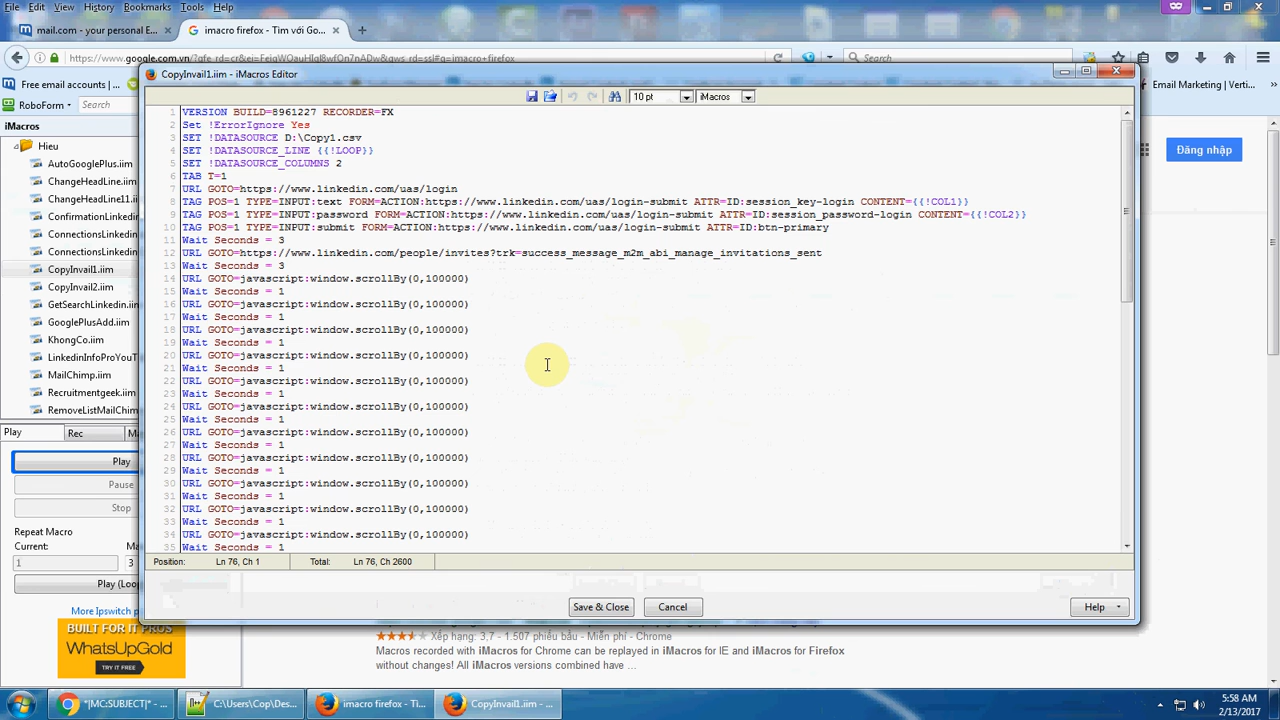 File Edit View History Bookmarks Tools Help
mail.com - your personal E... ×
imacro firefox - Tìm với Go... ×
https://www.google.com.vn/?gfe_rd=cr&ei=FeiqWOauHIql8wfOn7nADw&gws_rd=ssl#q=imacro+firefox
Search
Free email accounts
Email Marketing | Verti...
RoboForm
Search
CopyInvail1.iim - iMacros Editor
10 pt
iMacros
iMacros
Đăng nhập
Hieu
AutoGooglePlus.iim
ChangeHeadLine.iim
ChangeHeadLine11.iim
ConfirmationLinkedin
ConnectionsLinkedin.
ConnectionsLinkedin.
CopyInvail1.iim
CopyInvail2.iim
GetSearchLinkedin.iim
GooglePlusAdd.iim
KhongCo.iim
LinkedinInfoProYouT
MailChimp.iim
Recruitmentgeek.iim
RemoveListMailChim
1 VERSION BUILD=8961227 RECORDER=FX
2 Set !ErrorIgnore Yes
3 SET !DATASOURCE D:\Copy1.csv
4 SET !DATASOURCE_LINE {{!LOOP}}
5 SET !DATASOURCE_COLUMNS 2
6 TAB T=1
7 URL GOTO=https://www.linkedin.com/uas/login
8 TAG POS=1 TYPE=INPUT:text FORM=ACTION:https://www.linkedin.com/uas/login-submit ATTR=ID:session_key-login CONTENT={{!COL1}}
9 TAG POS=1 TYPE=INPUT:password FORM=ACTION:https://www.linkedin.com/uas/login-submit ATTR=ID:session_password-login CONTENT={{!COL2}}
10 TAG POS=1 TYPE=INPUT:submit FORM=ACTION:https://www.linkedin.com/uas/login-submit ATTR=ID:btn-primary
11 Wait Seconds = 3
12 URL GOTO=https://www.linkedin.com/people/invites?trk=success_message_m2m_abi_manage_invitations_sent
13 Wait Seconds = 3
14 URL GOTO=javascript:window.scrollBy(0,100000)
15 Wait Seconds = 1
16 URL GOTO=javascript:window.scrollBy(0,100000)
17 Wait Seconds = 1
18 URL GOTO=javascript:window.scrollBy(0,100000)
19 Wait Seconds = 1
20 URL GOTO=javascript:window.scrollBy(0,100000)
21 Wait Seconds = 1
22 URL GOTO=javascript:window.scrollBy(0,100000)
23 Wait Seconds = 1
24 URL GOTO=javascript:window.scrollBy(0,100000)
25 Wait Seconds = 1
26 URL GOTO=javascript:window.scrollBy(0,100000)
27 Wait Seconds = 1
28 URL GOTO=javascript:window.scrollBy(0,100000)
29 Wait Seconds = 1
30 URL GOTO=javascript:window.scrollBy(0,100000)
31 Wait Seconds = 1
32 URL GOTO=javascript:window.scrollBy(0,100000)
33 Wait Seconds = 1
34 URL GOTO=javascript:window.scrollBy(0,100000)
35 Wait Seconds = 1
Position: Ln 76, Ch 1 Total: Ln 76, Ch 2600
Save & Close
Cancel
Help
Play Rec M
Play
Pause
Stop
Repeat Macro
Current: Ma
1 3
Play (Loo
More Ipswitch p
BUILT FOR IT PROS
WhatsUpGold
TRY IT FREE
Xếp hạng: 3,7 - 1.507 phiếu bầu - Miễn phí - Chrome
Macros recorded with iMacros for Chrome can be replayed in iMacros for IE and iMacros for Firefox
without changes! All iMacros versions combined have ...
"|MC:SUBJECT|" - ...
C:\Users\Cop\Des...
imacro firefox - T...
CopyInvail1.iim - ...
5:58 AM
2/13/2017